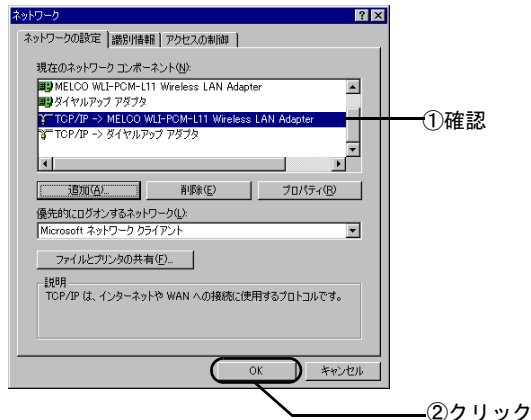 ネットワーク
ネットワークの設定 識別情報 アクセスの制御
現在のネットワーク コンポーネント(N):
MELCO WLI-PCM-L11 Wireless LAN Adapter
ダイヤルアップ アダプタ
TCP/IP -> MELCO WLI-PCM-L11 Wireless LAN Adapter
①確認
TCP/IP -> ダイヤルアップ アダプタ
追加(A)... 削除(E) プロパティ(R)
優先的にログオンするネットワーク(L):
Microsoft ネットワーク クライアント
ファイルとプリンタの共有(F)...
説明
TCP/IP は、インターネットや WAN への接続に使用するプロトコルです。
OK キャンセル
②クリック